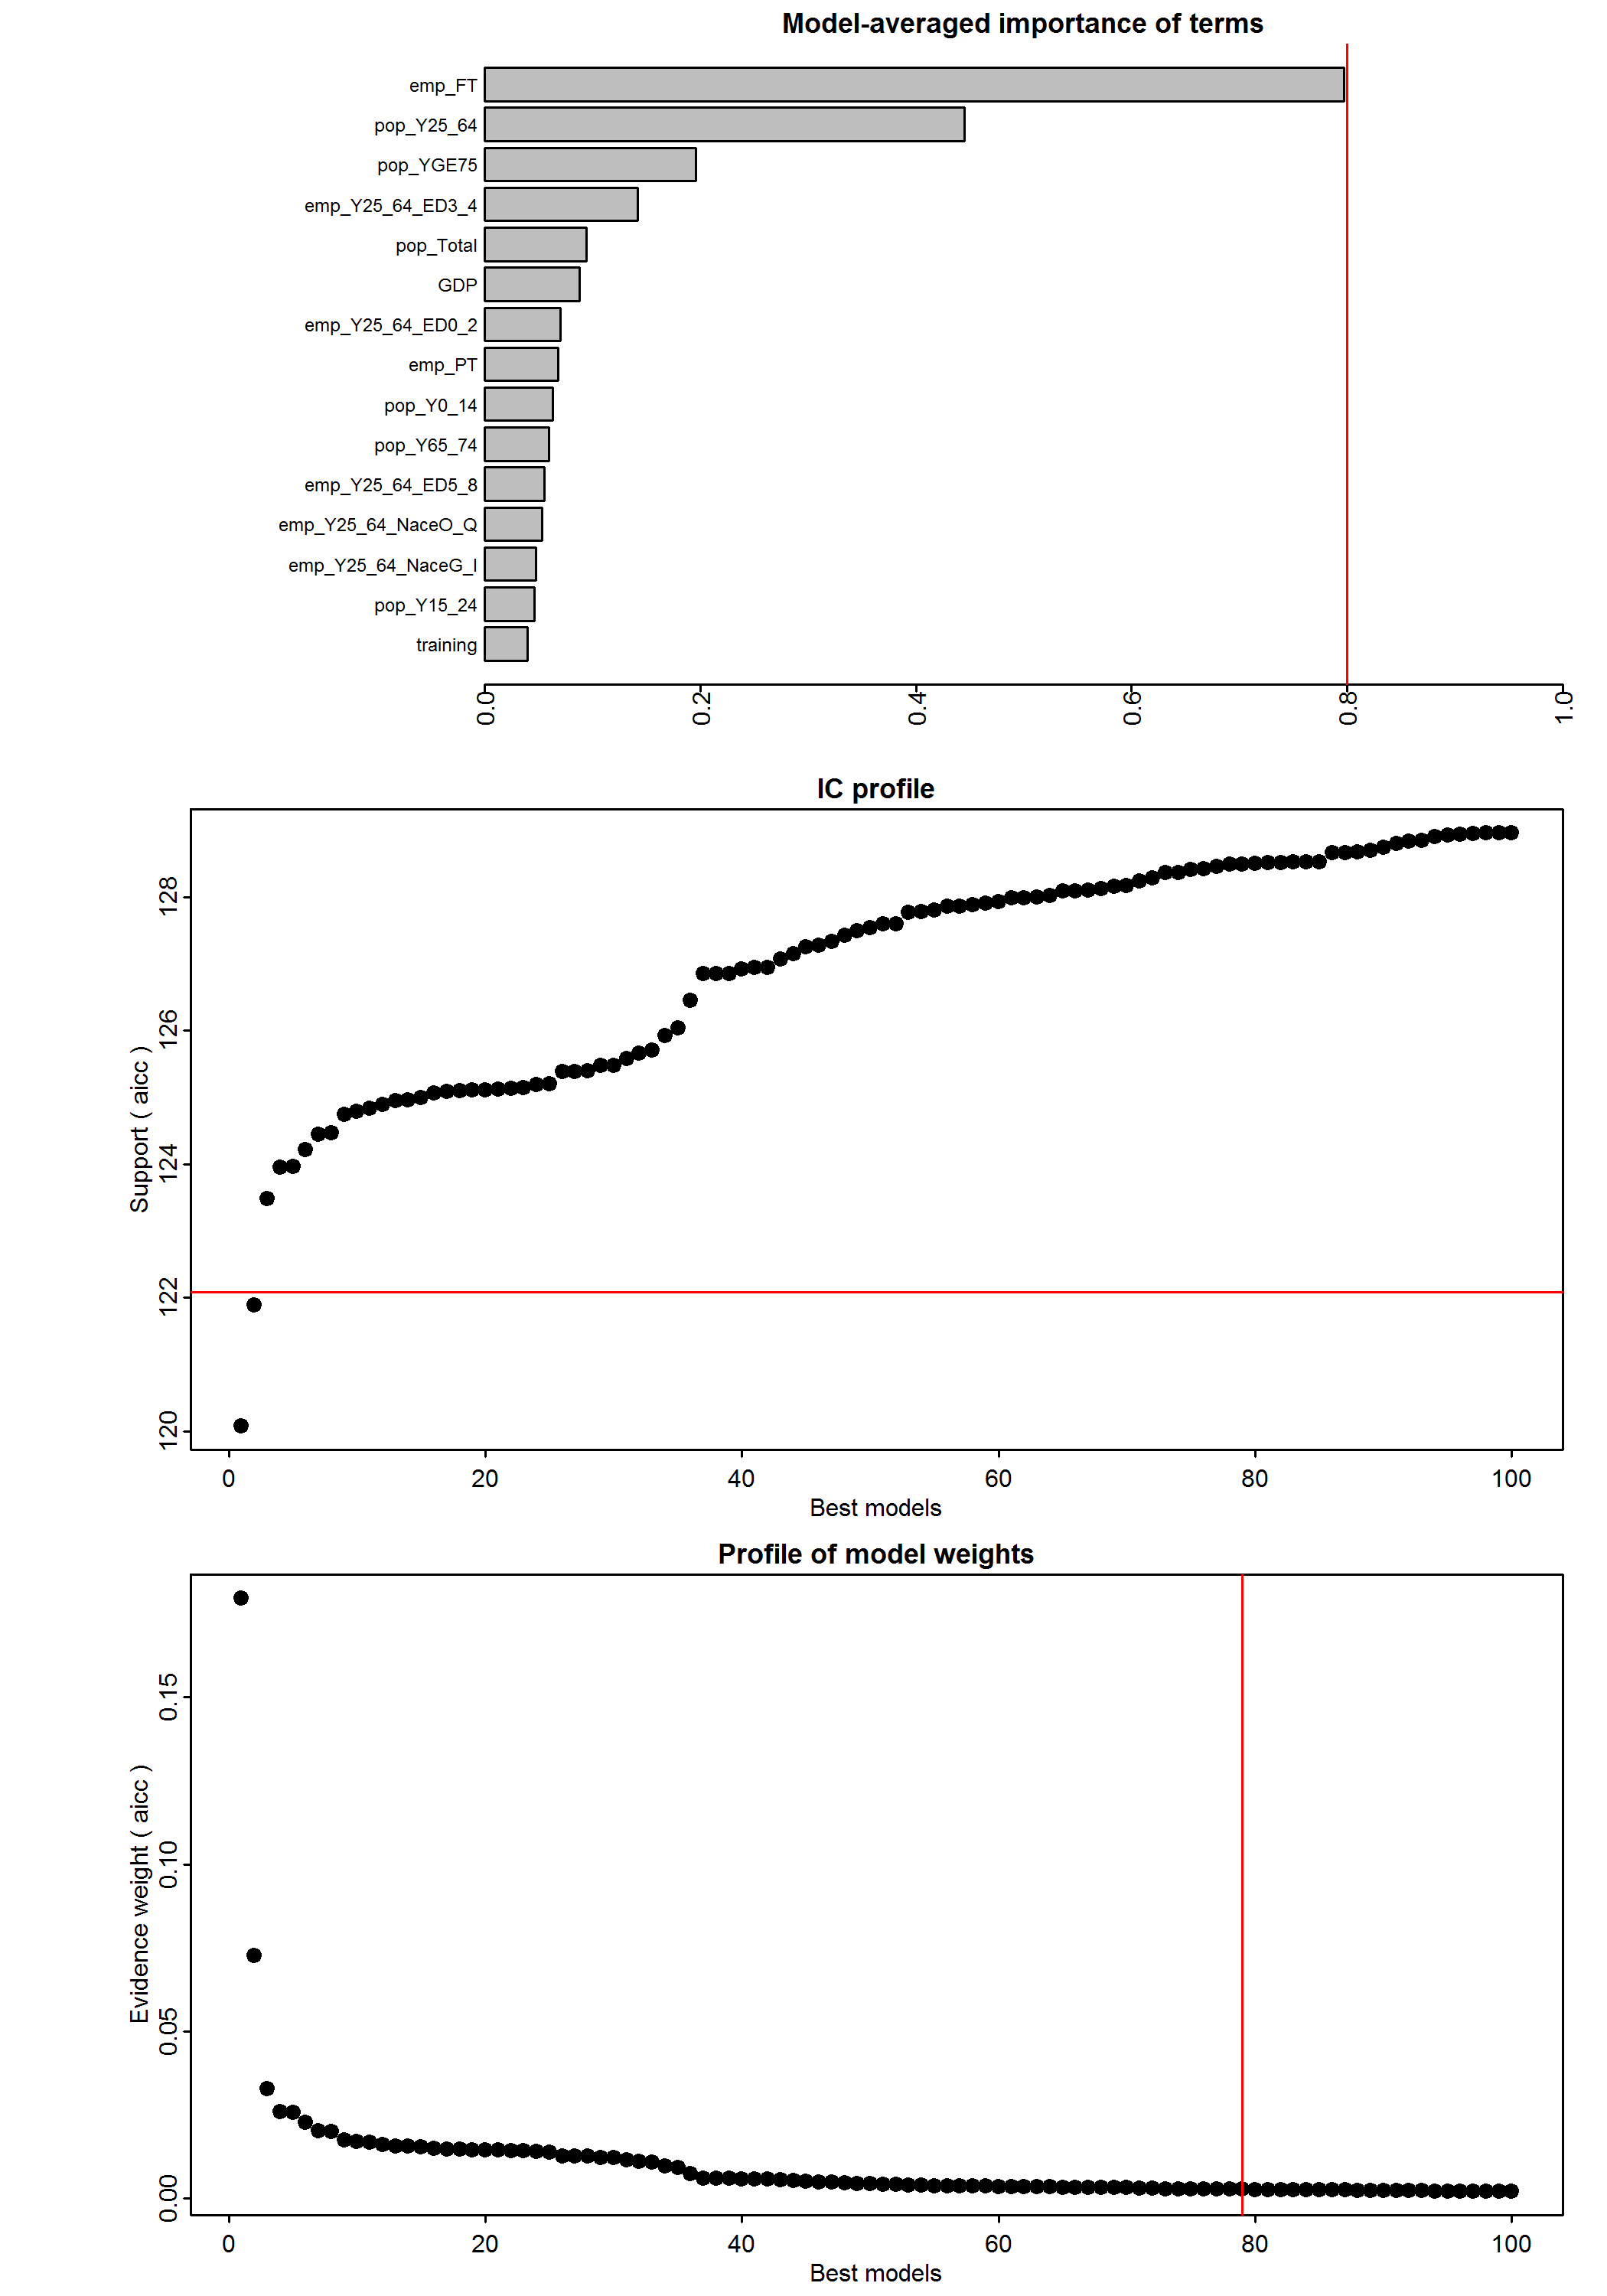 Model-averaged importance of terms
emp_FT
pop_Y25_64
pop_YGE75
emp_Y25_64_ED3_4
pop_Total
GDP
emp_Y25_64_ED0_2
emp_PT
pop_Y0_14
pop_Y65_74
emp_Y25_64_ED5_8
emp_Y25_64_NaceO_Q
emp_Y25_64_NaceG_I
pop_Y15_24
training
0.0 0.2 0.4 0.6 0.8 1.0
IC profile
Support ( aicc )
128
126
124
122
120
0 20 40 60 80 100
Best models
Profile of model weights
Evidence weight ( aicc )
0.15
0.10
0.05
0.00
0 20 40 60 80 100
Best models